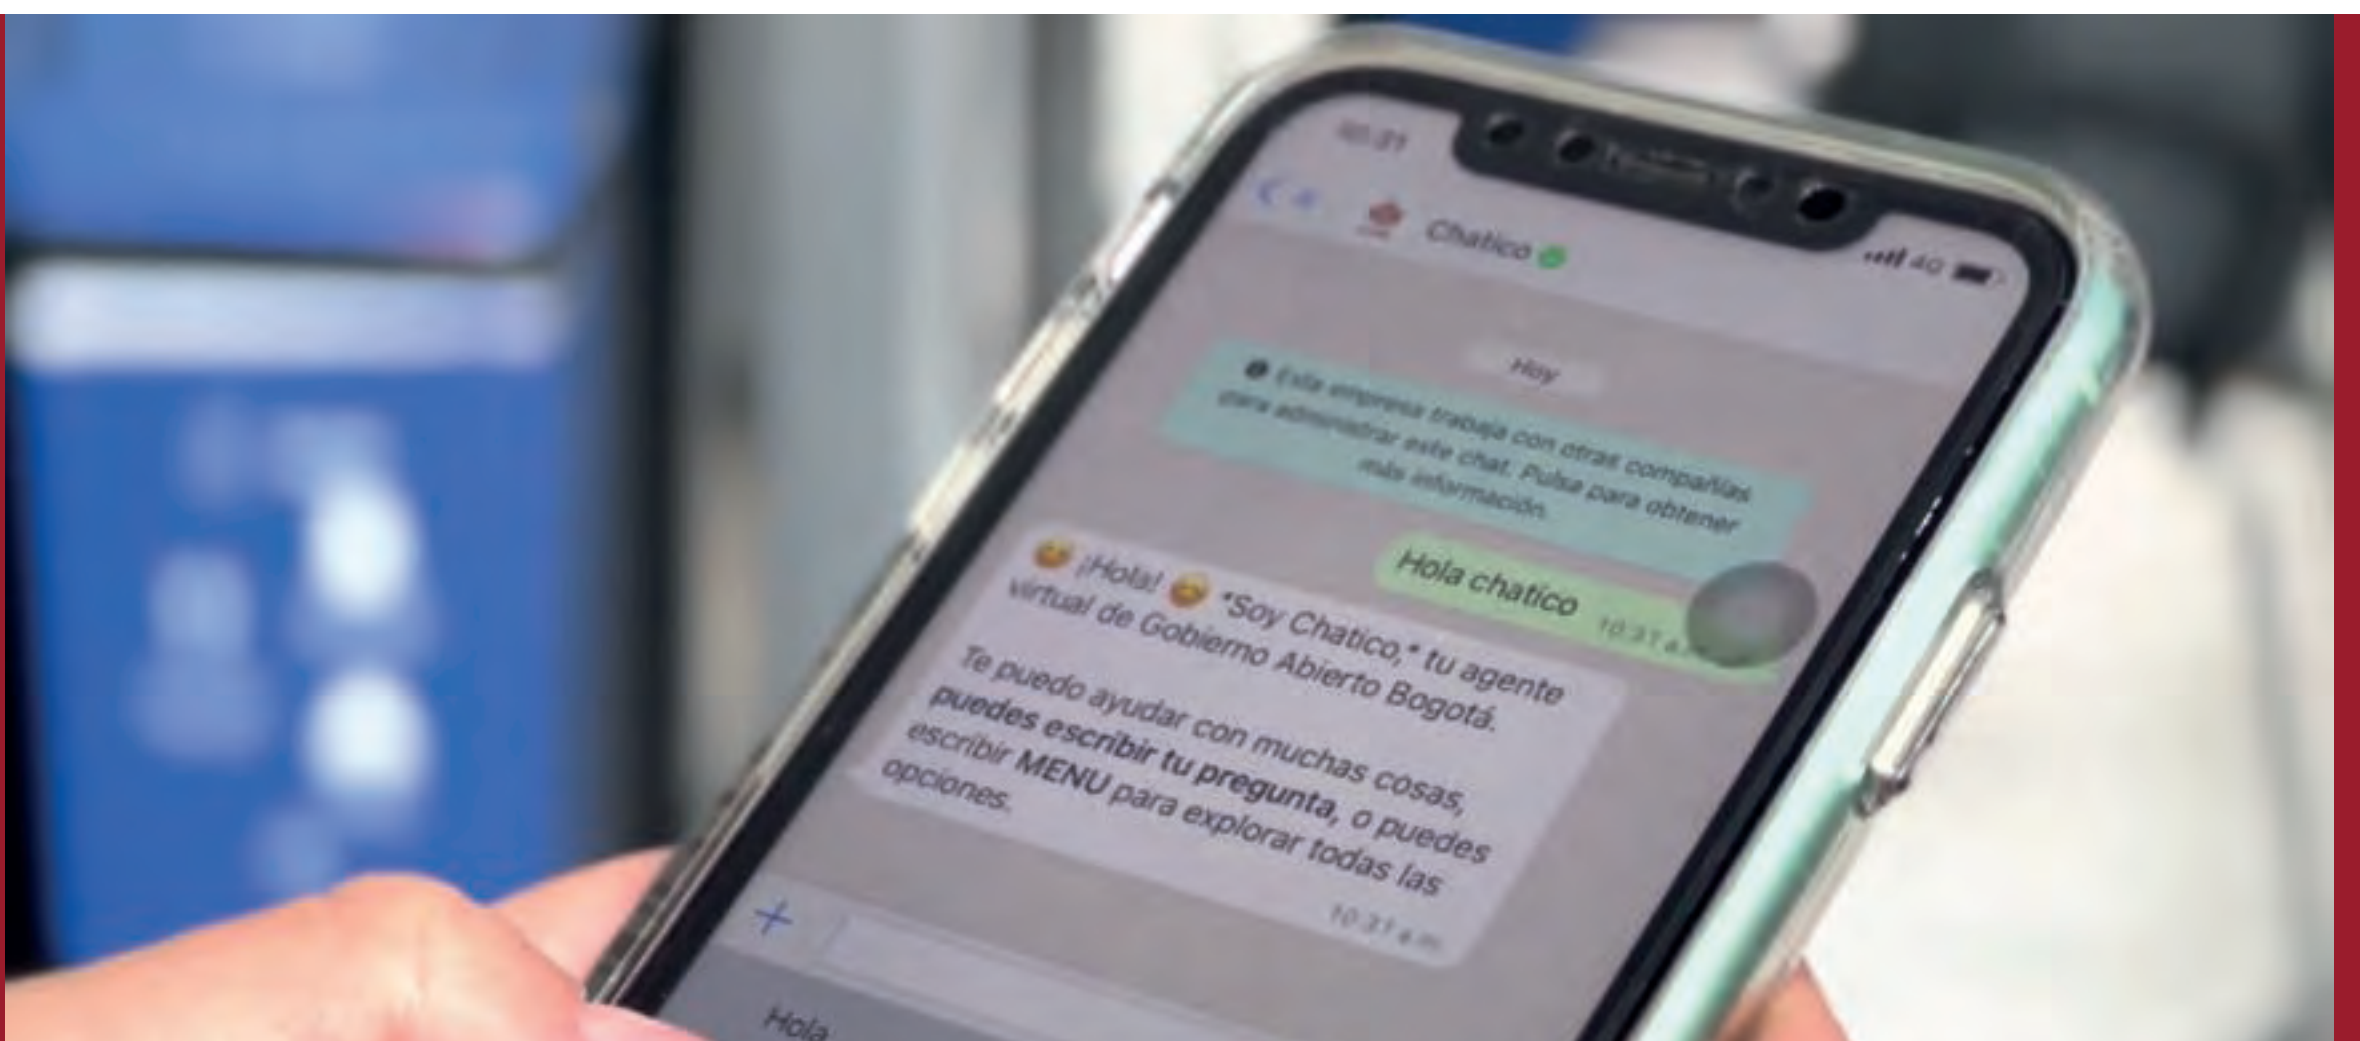 10:31
Chatico
4G
Hoy
Esta empresa trabaja con otras compañías
para administrar este chat. Pulsa para obtener
más información.
Hola chatico
10:31 a.m.
¡Hola! *Soy Chatico,* tu agente
virtual de Gobierno Abierto Bogotá.
Te puedo ayudar con muchas cosas,
puedes escribir tu pregunta, o puedes
escribir MENU para explorar todas las
opciones.
10:31 a.m.
Hola